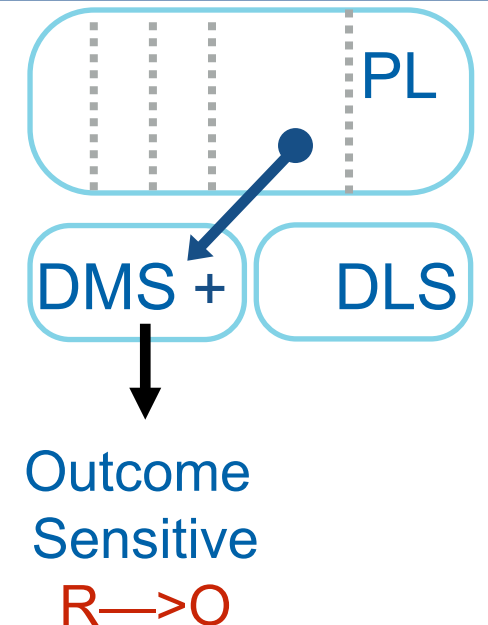 PL
DMS + DLS
Outcome
Sensitive
R—>O